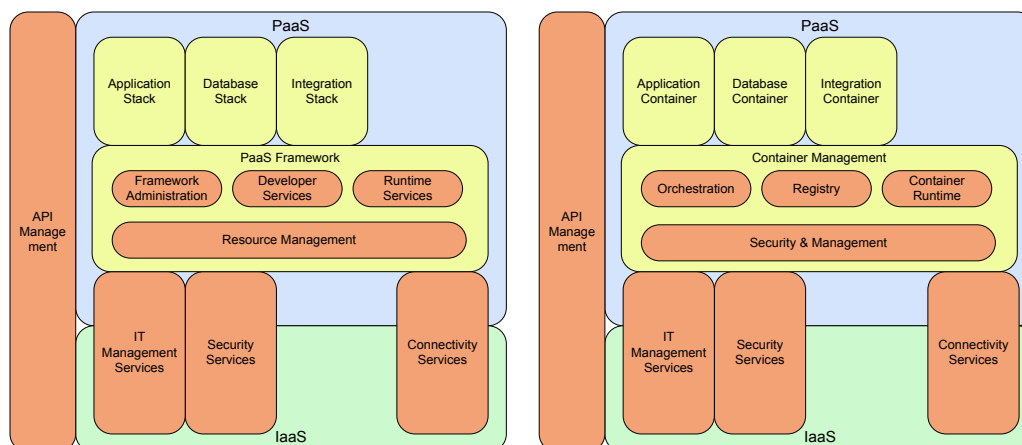 PaaS
Application
Stack
Database
Stack
Integration
Stack
PaaS Framework
Framework
Administration
Developer
Services
Runtime
Services
Resource Management
API
Manage
ment
IT
Management
Services
Security
Services
Connectivity
Services
IaaS
PaaS
Application
Container
Database
Container
Integration
Container
Container Management
Orchestration
Registry
Container
Runtime
Security & Management
API
Manage
ment
IT
Management
Services
Security
Services
Connectivity
Services
IaaS